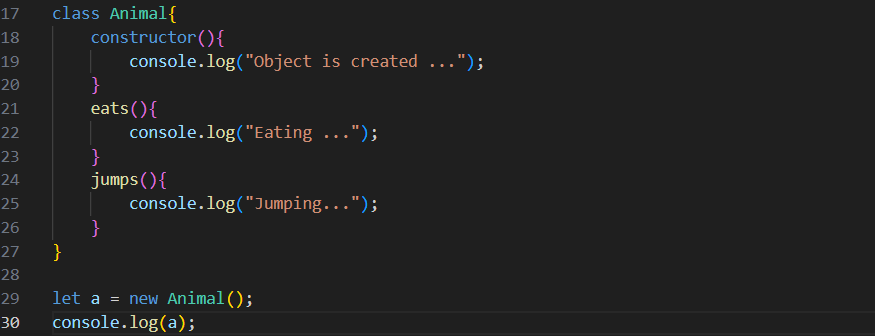 17 class Animal{
18 constructor(){
19 console.log("Object is created ...");
20 }
21 eats(){
22 console.log("Eating ...");
23 }
24 jumps(){
25 console.log("Jumping...");
26 }
27 }
28
29 let a = new Animal();
30 console.log(a);